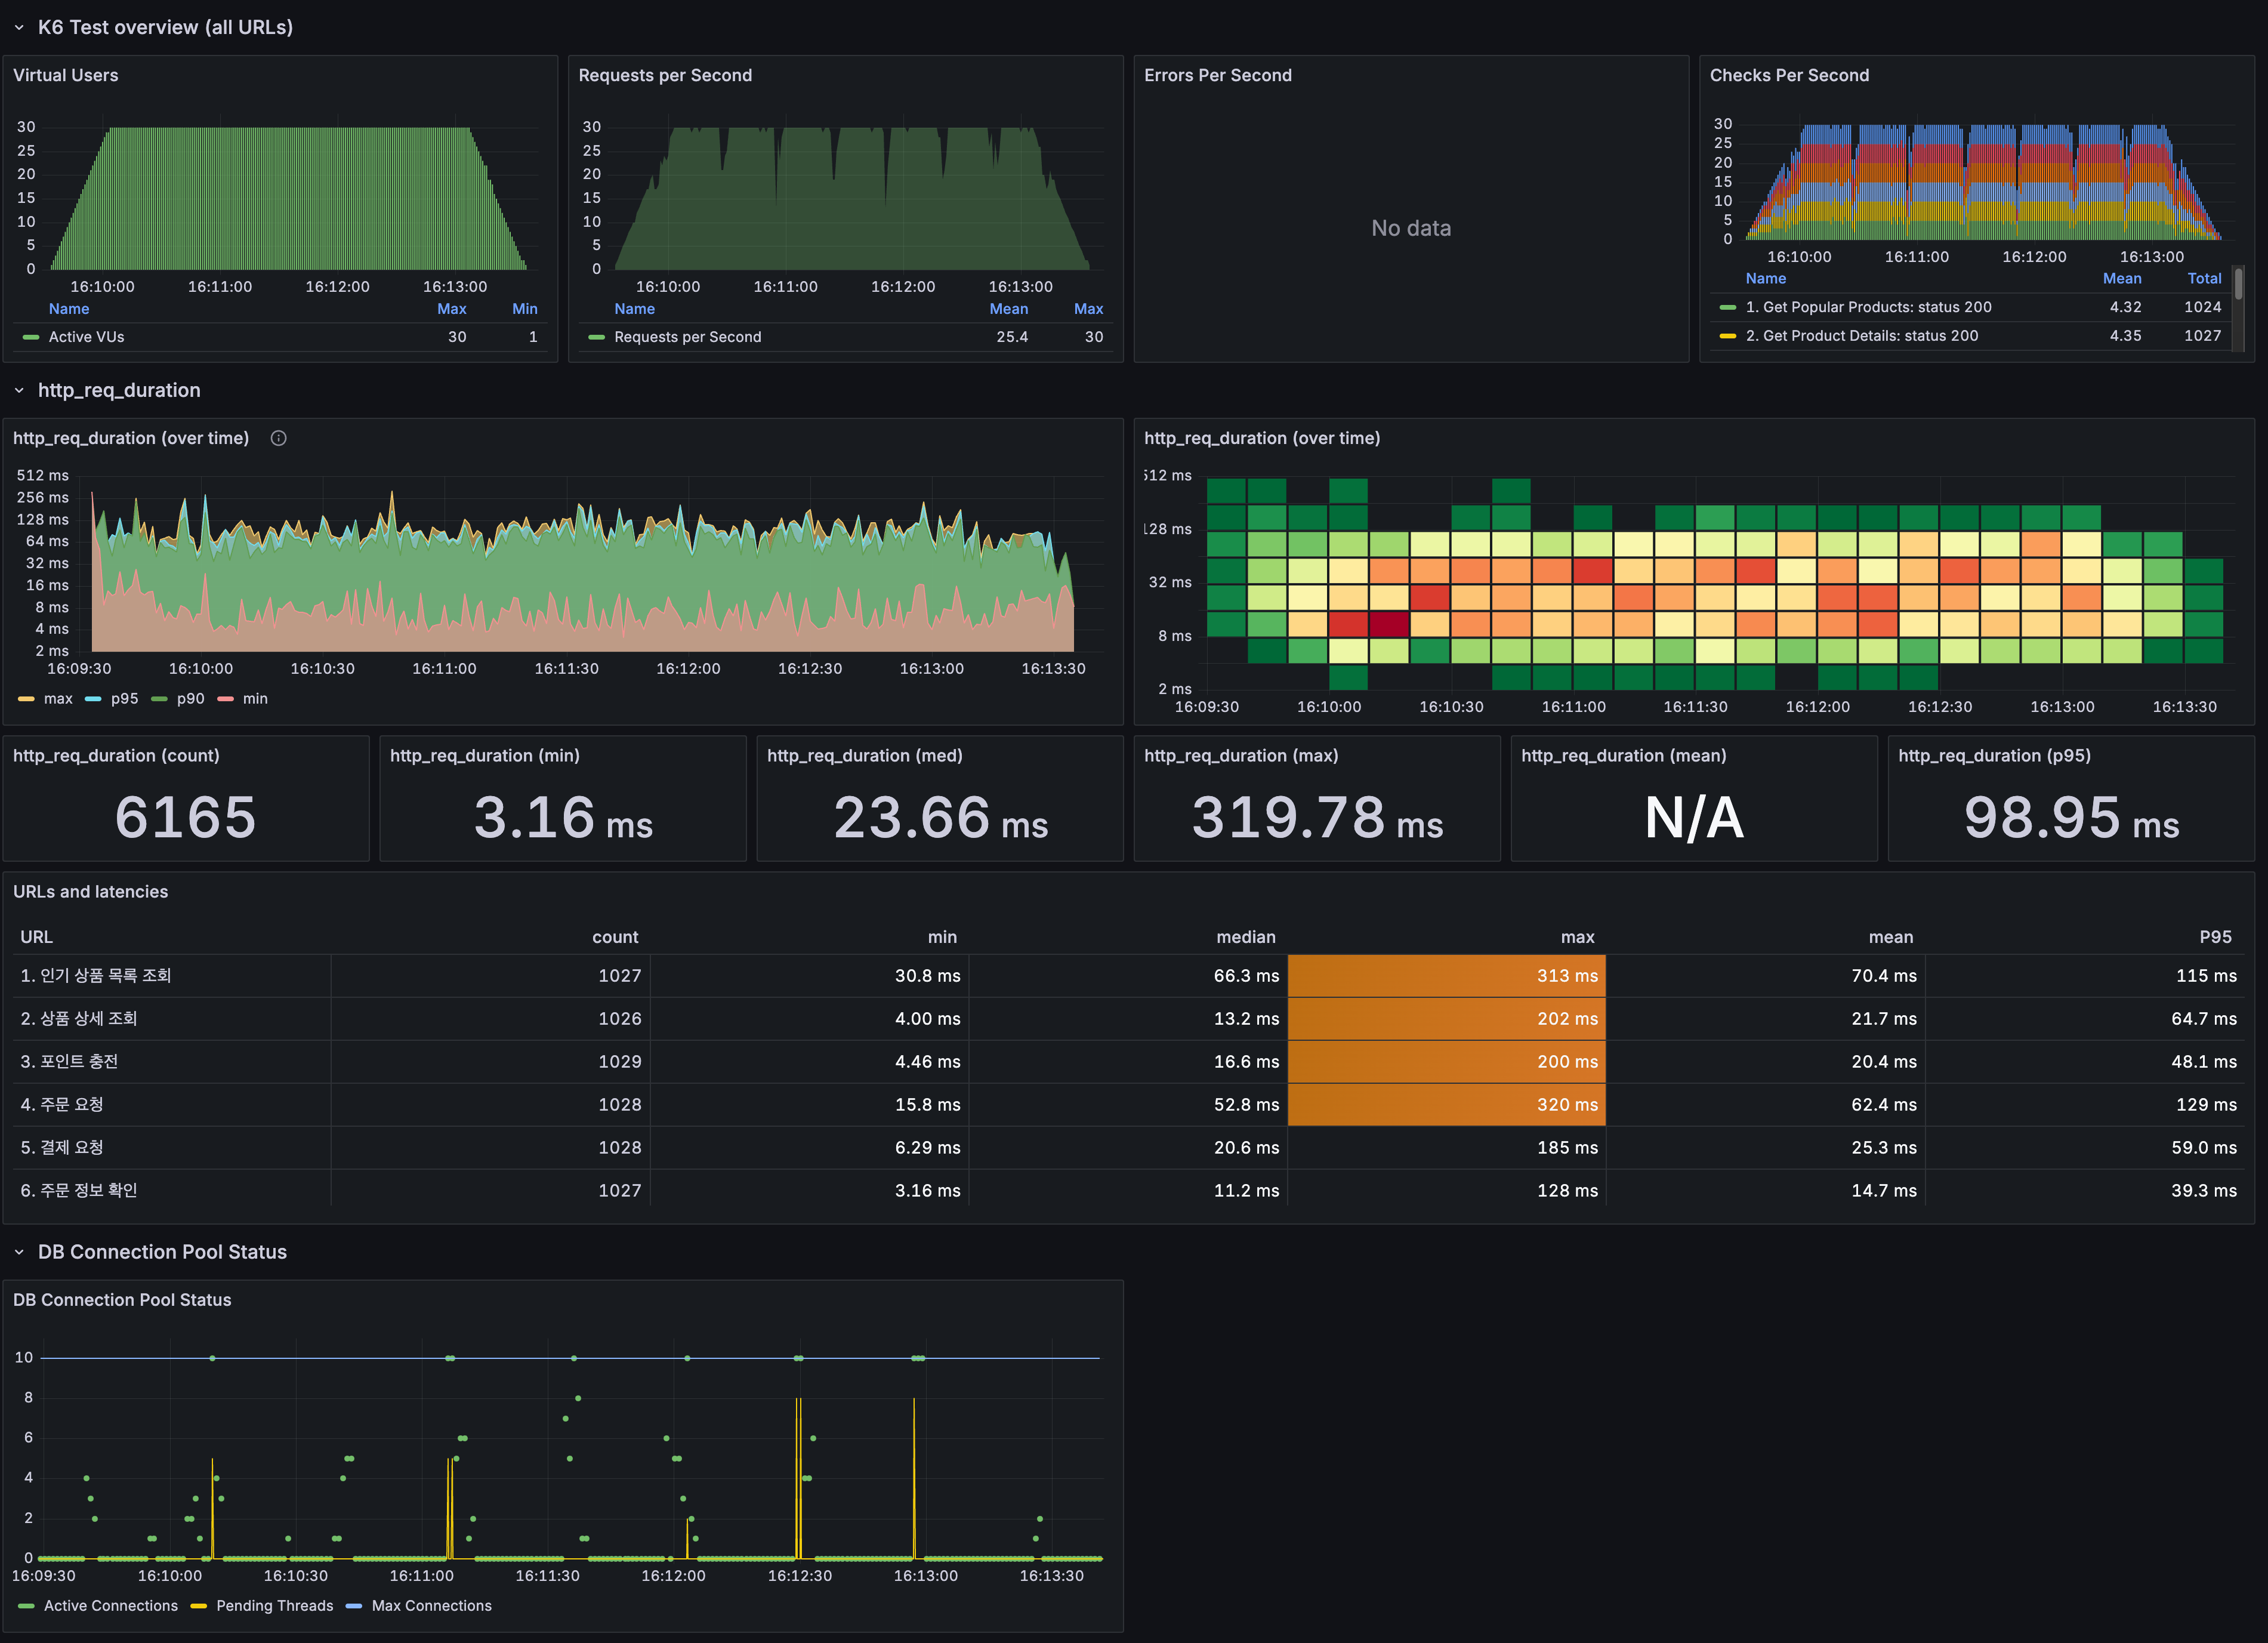 K6 Test overview (all URLs)
Virtual Users
30
25
20
15
10
5
0
16:10:00 16:11:00 16:12:00 16:13:00
Name Max Min
Active VUs 30 1
Requests per Second
30
25
20
15
10
5
0
16:10:00 16:11:00 16:12:00 16:13:00
Name Mean Max
Requests per Second 25.4 30
Errors Per Second
No data
Checks Per Second
30
25
20
15
10
5
0
16:10:00 16:11:00 16:12:00 16:13:00
Name Mean Total
1. Get Popular Products: status 200 4.32 1024
2. Get Product Details: status 200 4.35 1027
http_req_duration
http_req_duration (over time)
512 ms
256 ms
128 ms
64 ms
32 ms
16 ms
8 ms
4 ms
2 ms
16:09:30 16:10:00 16:10:30 16:11:00 16:11:30 16:12:00 16:12:30 16:13:00 16:13:30
max p95 p90 min
http_req_duration (over time)
512 ms
128 ms
32 ms
8 ms
2 ms
16:09:30 16:10:00 16:10:30 16:11:00 16:11:30 16:12:00 16:12:30 16:13:00 16:13:30
http_req_duration (count)
6165
http_req_duration (min)
3.16 ms
http_req_duration (med)
23.66 ms
http_req_duration (max)
319.78 ms
http_req_duration (mean)
N/A
http_req_duration (p95)
98.95 ms
URLs and latencies
URL count min median max mean P95
1. 인기 상품 목록 조회 1027 30.8 ms 66.3 ms 313 ms 70.4 ms 115 ms
2. 상품 상세 조회 1026 4.00 ms 13.2 ms 202 ms 21.7 ms 64.7 ms
3. 포인트 충전 1029 4.46 ms 16.6 ms 200 ms 20.4 ms 48.1 ms
4. 주문 요청 1028 15.8 ms 52.8 ms 320 ms 62.4 ms 129 ms
5. 결제 요청 1028 6.29 ms 20.6 ms 185 ms 25.3 ms 59.0 ms
6. 주문 정보 확인 1027 3.16 ms 11.2 ms 128 ms 14.7 ms 39.3 ms
DB Connection Pool Status
DB Connection Pool Status
10
8
6
4
2
0
16:09:30 16:10:00 16:10:30 16:11:00 16:11:30 16:12:00 16:12:30 16:13:00 16:13:30
Active Connections Pending Threads Max Connections